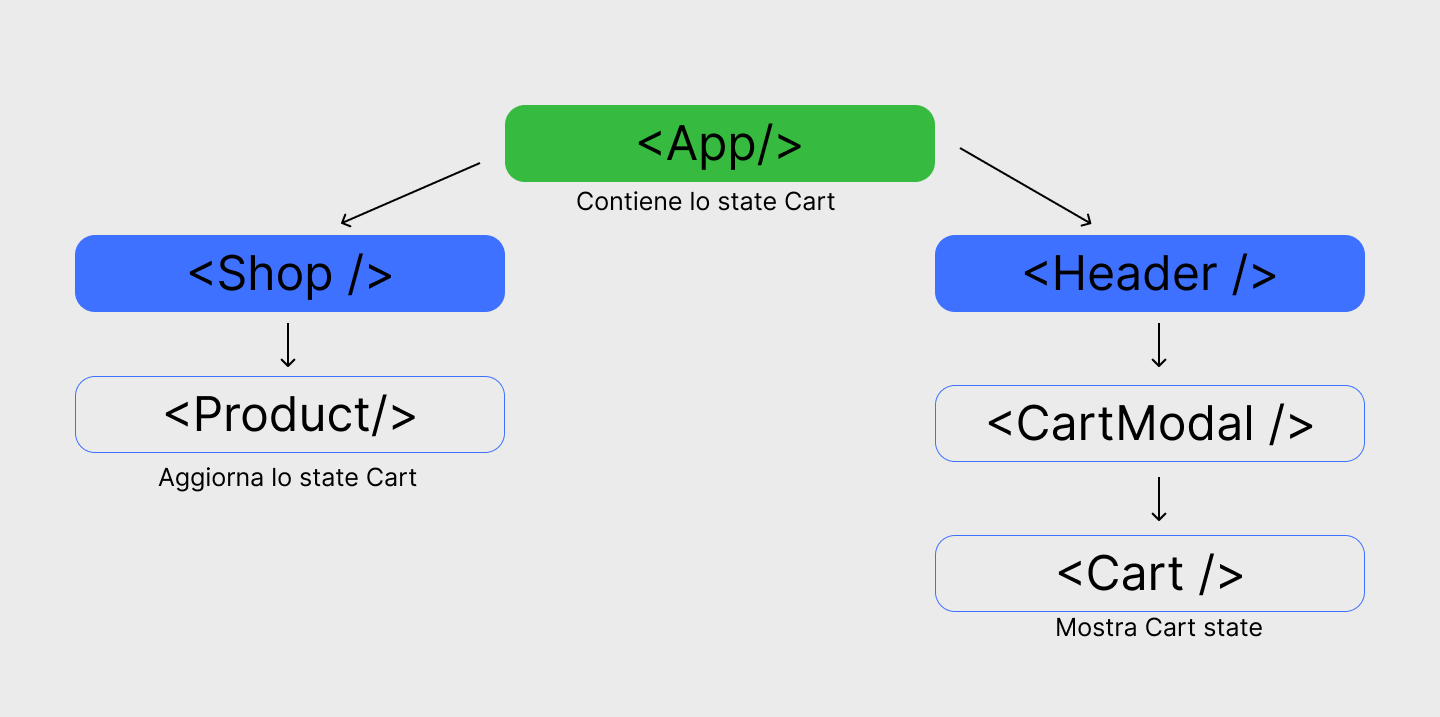 <App/>
Contiene lo state Cart
<Shop />
<Header />
<Product/>
<CartModal />
Aggiorna lo state Cart
<Cart />
Mostra Cart state